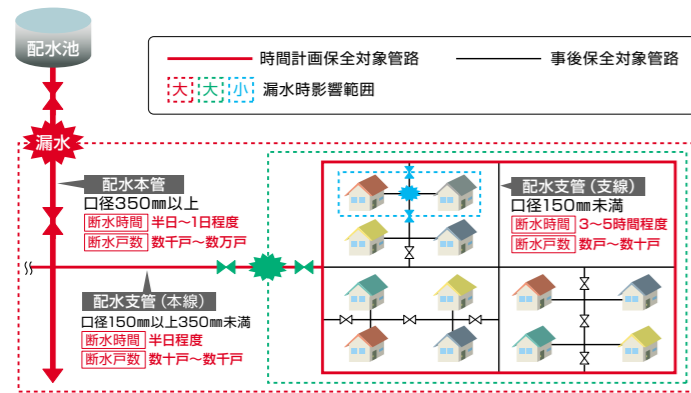 配水池
時間計画保全対象管路
事後保全対象管路
大 大 小 漏水時影響範囲
漏水
配水本管
口径350㎜以上
断水時間 半日~1日程度
断水戸数 数千戸~数万戸
配水支管(支線)
口径150㎜未満
断水時間 3~5時間程度
断水戸数 数戸~数十戸
配水支管(本線)
口径150㎜以上350㎜未満
断水時間 半日程度
断水戸数 数十戸~数千戸